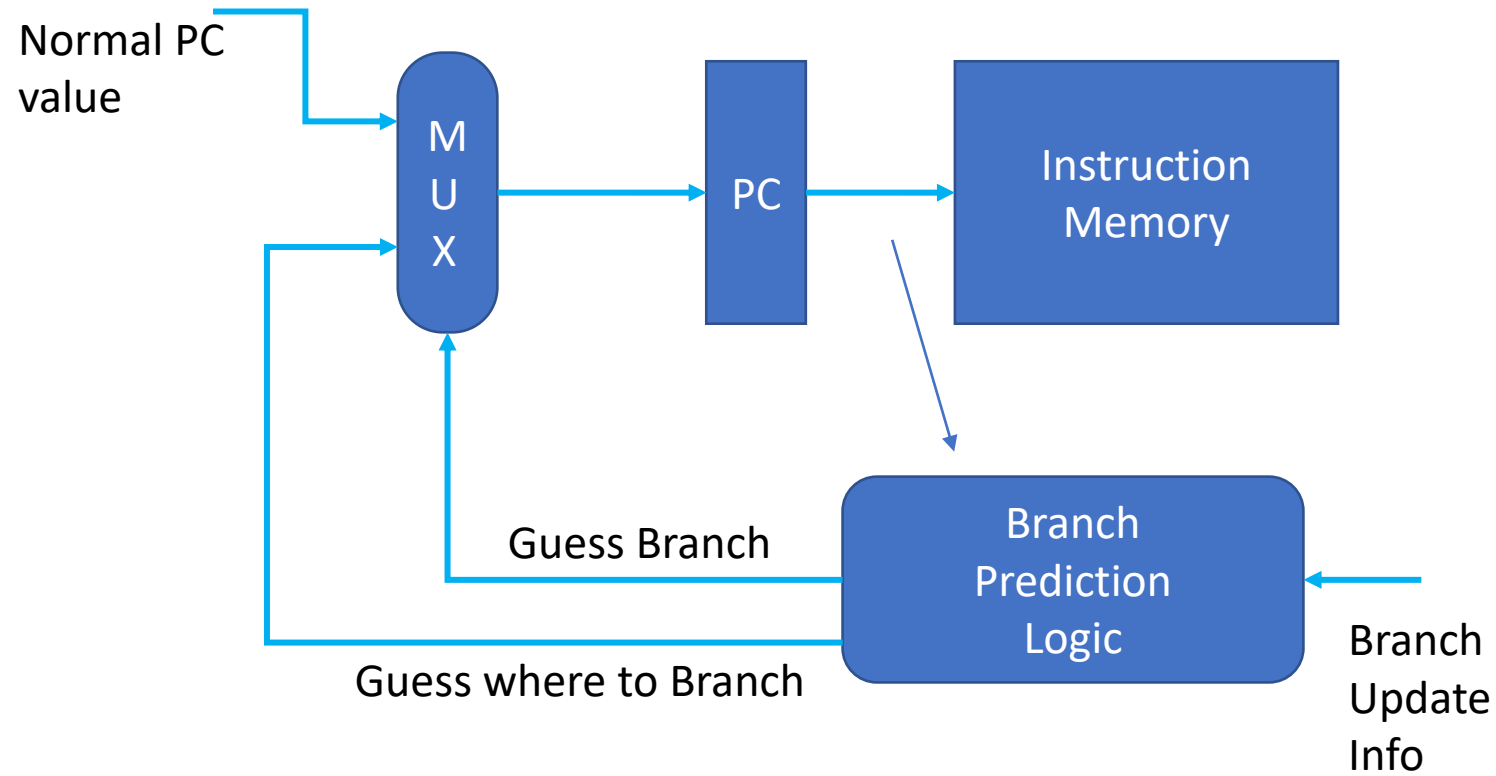 Normal PC
value
M
U
X
PC
Instruction
Memory
Guess Branch
Branch
Prediction
Logic
Guess where to Branch
Branch
Update
Info